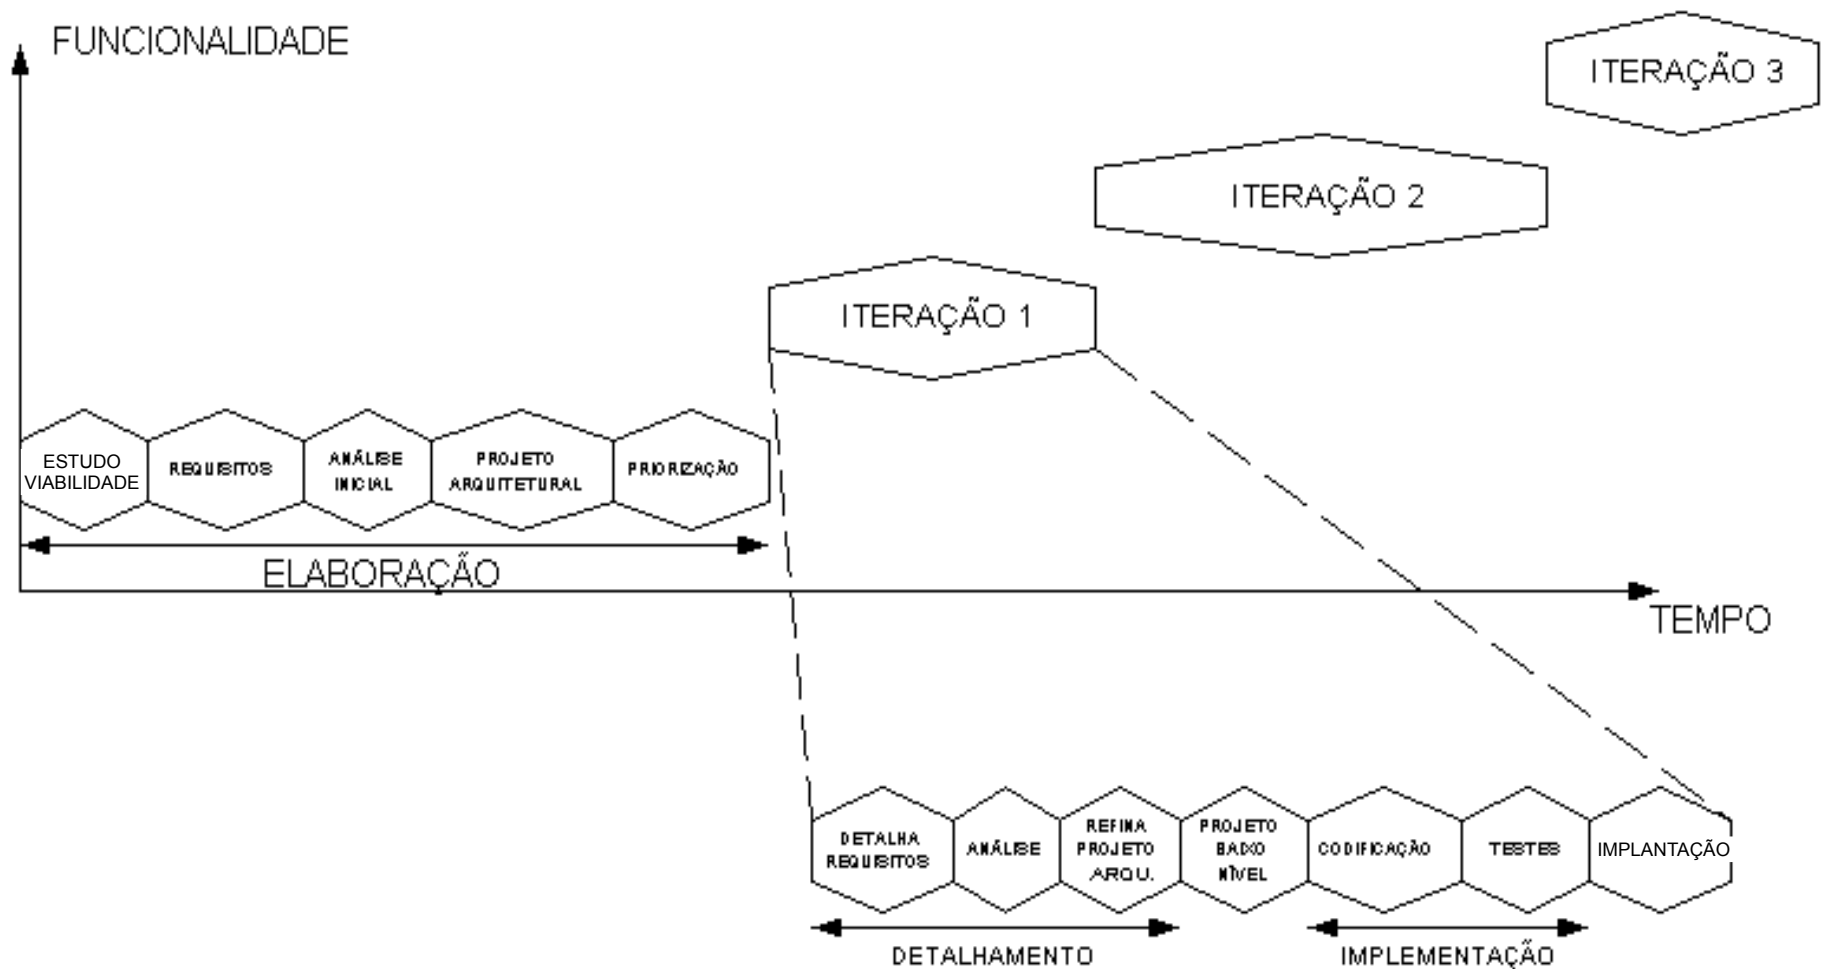 FUNCIONALIDADE
ITERAÇÃO 3
ITERAÇÃO 2
ITERAÇÃO 1
ESTUDO
VIABILIDADE
REQUISITOS
ANÁLISE
INICIAL
PROJETO
ARQUITETURAL
PRIORIZAÇÃO
ELABORAÇÃO
TEMPO
DETALHA
REQUISITOS
ANÁLISE
REFINA
PROJETO
ARQU.
PROJETO
BAIXO
NÍVEL
CODIFICAÇÃO
TESTES
IMPLANTAÇÃO
DETALHAMENTO
IMPLEMENTAÇÃO